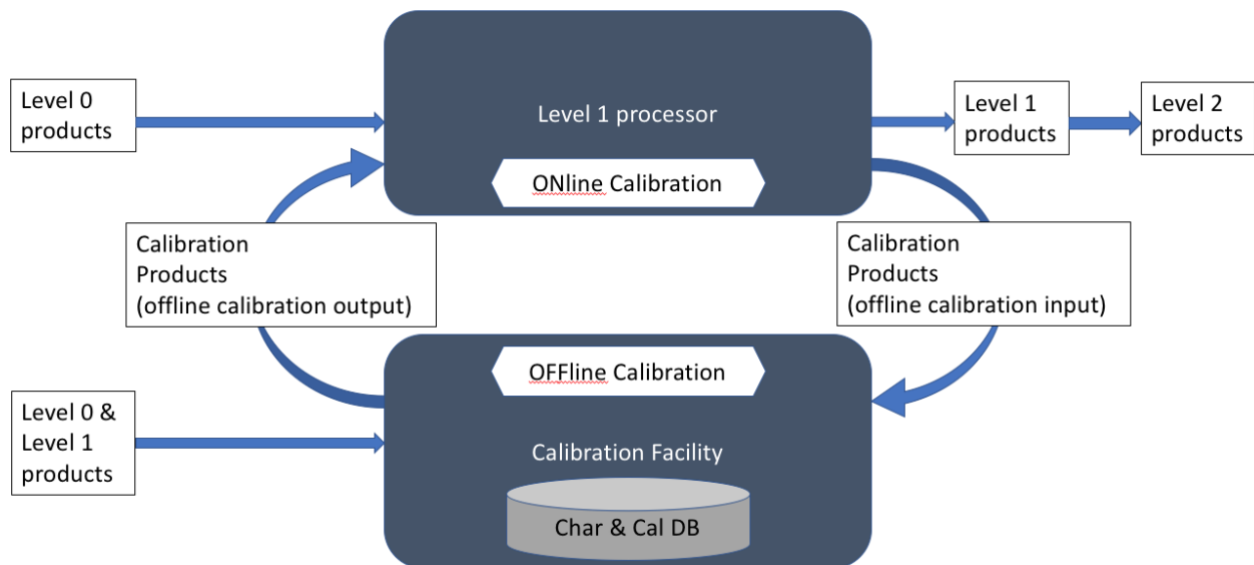 Level 0
products
Level 1 processor
ONline Calibration
Level 1
products
Level 2
products
Calibration
Products
(offline calibration output)
Calibration
Products
(offline calibration input)
OFFline Calibration
Level 0 &
Level 1
products
Calibration Facility
Char & Cal DB